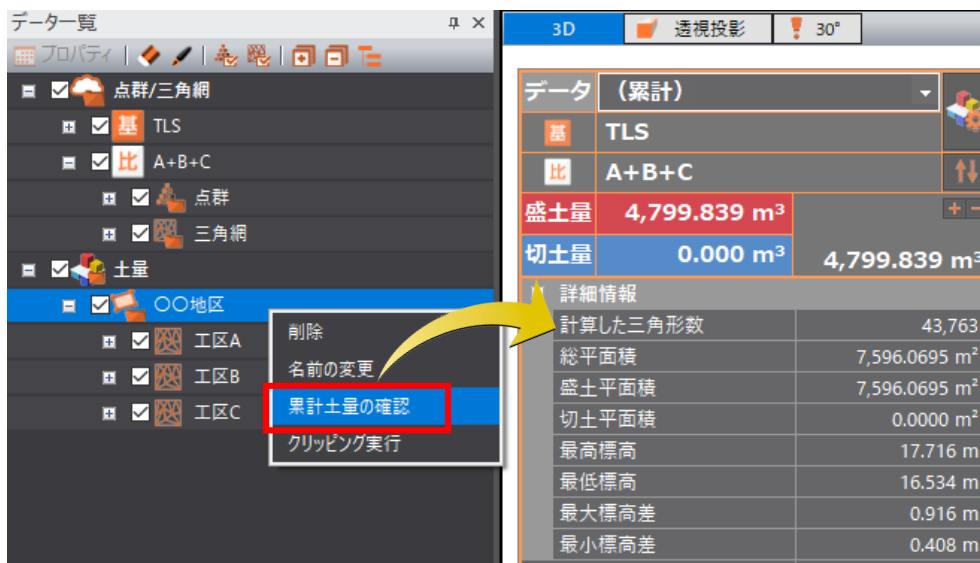 データ一覧
プロパティ
点群/三角網
基 TLS
比 A+B+C
点群
三角網
土量
〇〇地区
工区A
工区B
工区C
削除
名前の変更
累計土量の確認
クリッピング実行
3D 透視投影 30°
データ (累計)
基 TLS
比 A+B+C
盛土量 4,799.839 m³
切土量 0.000 m³ 4,799.839 m³
詳細情報
計算した三角形数 43,763
総平面積 7,596.0695 m²
盛土平面積 7,596.0695 m²
切土平面積 0.0000 m²
最高標高 17.716 m
最低標高 16.534 m
最大標高差 0.916 m
最小標高差 0.408 m